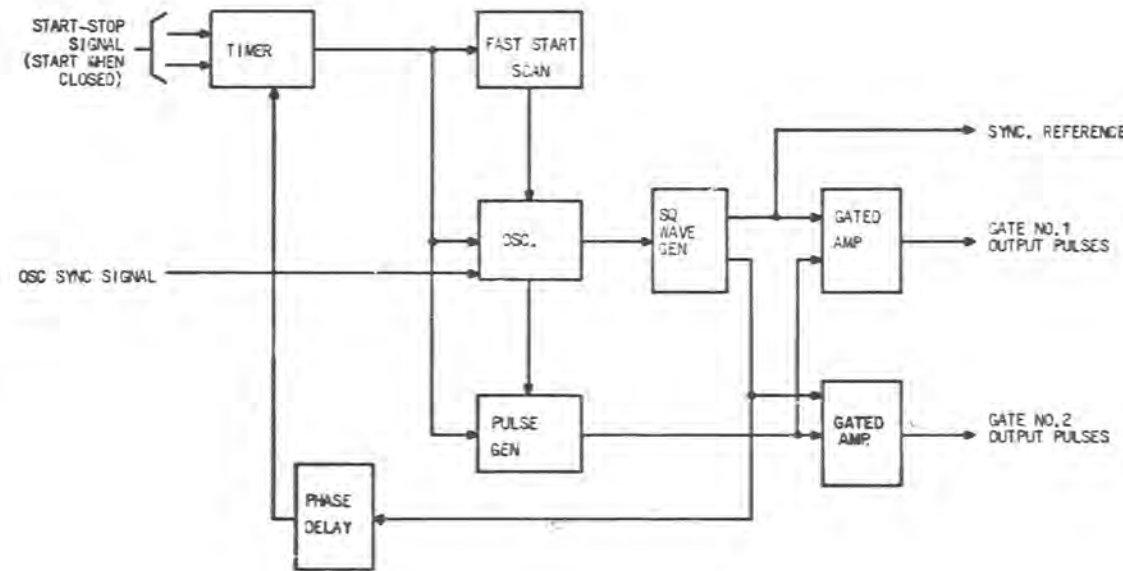 START-STOP
SIGNAL
(START WHEN
CLOSED)
TIMER
FAST START
SCAN
SYNC. REFERENCE
OSC.
SQ
WAVE
GEN
GATED
AMP
GATE NO.1
OUTPUT PULSES
OSC SYNC SIGNAL
PULSE
GEN
GATED
AMP.
GATE NO.2
OUTPUT PULSES
PHASE
DELAY